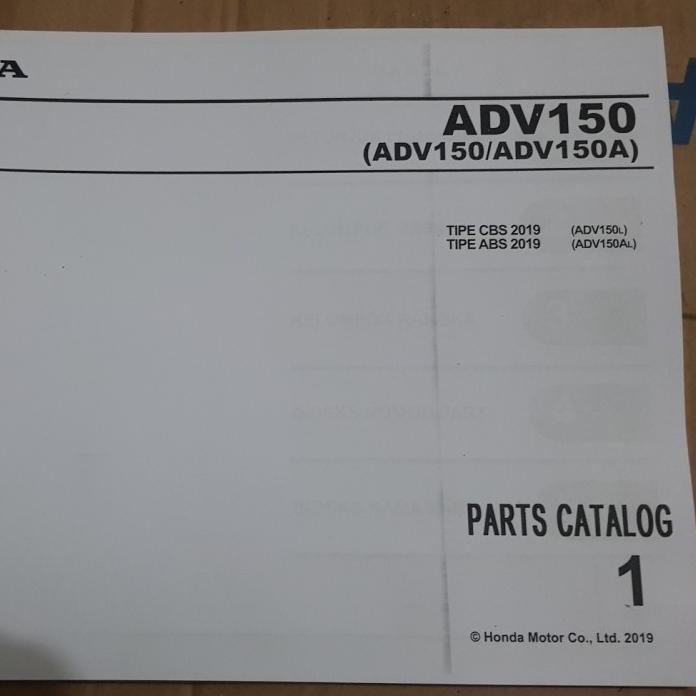 A
ADV150
(ADV150/ADV150A)
TIPE CBS 2019 (ADV150L)
TIPE ABS 2019 (ADV150AL)
PARTS CATALOG
1
© Honda Motor Co., Ltd. 2019